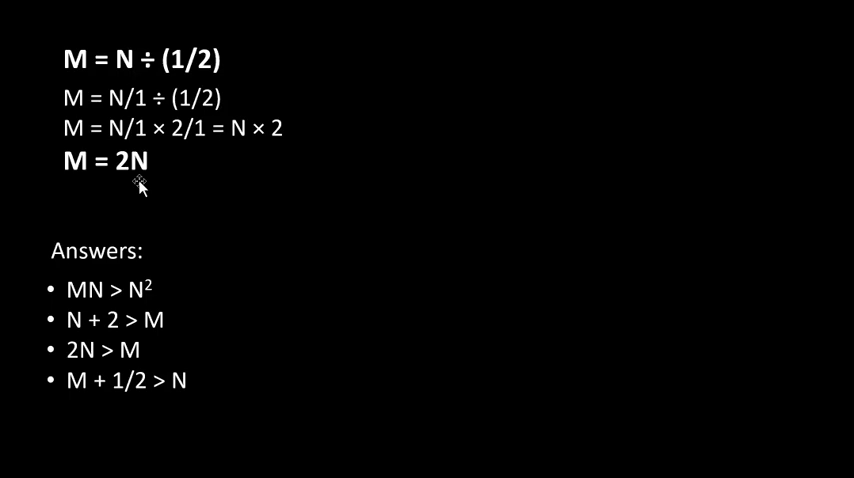 M = N ÷ (1/2)
M = N/1 ÷ (1/2)
M = N/1 × 2/1 = N × 2
M = 2N
Answers:
• MN > N²
• N + 2 > M
• 2N > M
• M + 1/2 > N